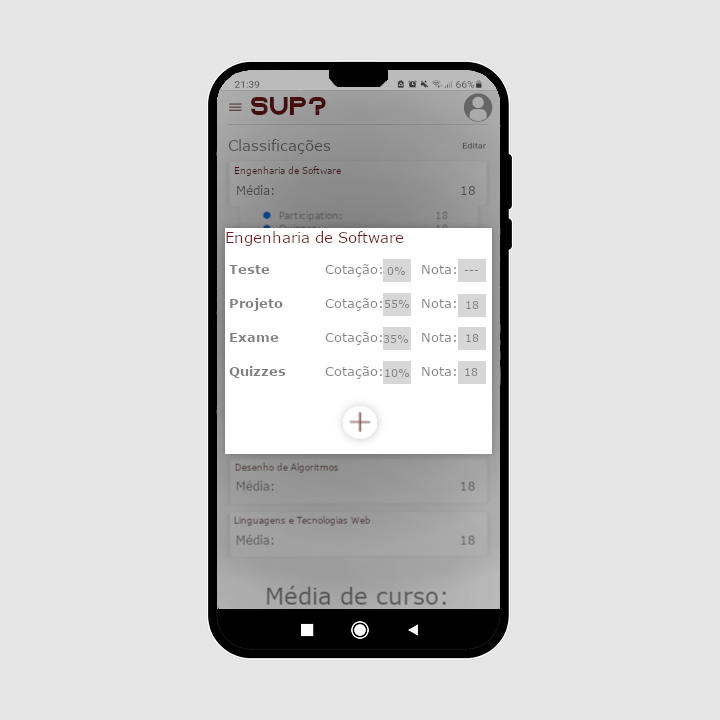 21:39 66%
SUP?
Classificações Editar
Engenharia de Software
Média: 18
Participation: 18
Engenharia de Software
Teste Cotação: 0% Nota: ---
Projeto Cotação: 55% Nota: 18
Exame Cotação: 35% Nota: 18
Quizzes Cotação: 10% Nota: 18
Desenho de Algoritmos
Média: 18
Linguagens e Tecnologias Web
Média: 18
Média de curso: